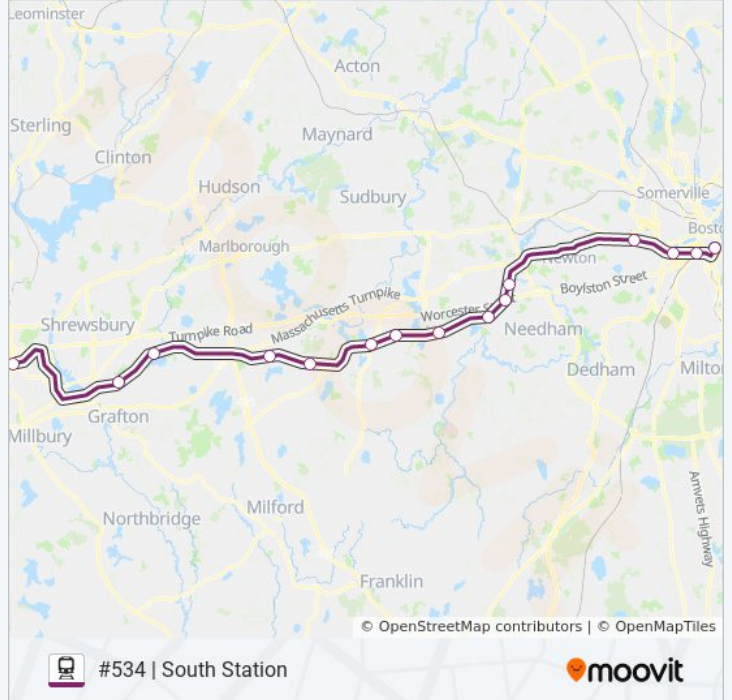 Leominster
Acton
Sterling
Maynard
Clinton
Hudson
Somerville
Sudbury
Bosto
Marlborough
Newton
Boylston Street
Massachusetts Turnpike
Worcester S
Shrewsbury
Turnpike Road
Needham
Dedham
Milto
Grafton
Millbury
Amvets Highway
Milford
Northbridge
Franklin
© OpenStreetMap contributors | © OpenMapTiles
#534 | South Station
moovit